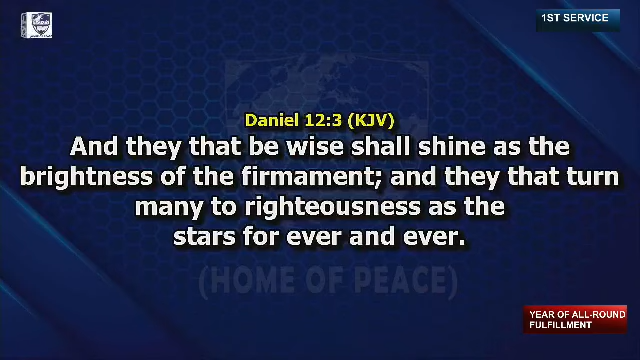 1ST SERVICE
Daniel 12:3 (KJV)
And they that be wise shall shine as the
brightness of the firmament; and they that turn
many to righteousness as the
stars for ever and ever.
(HOME OF PEACE)
YEAR OF ALL-ROUND
FULFILLMENT